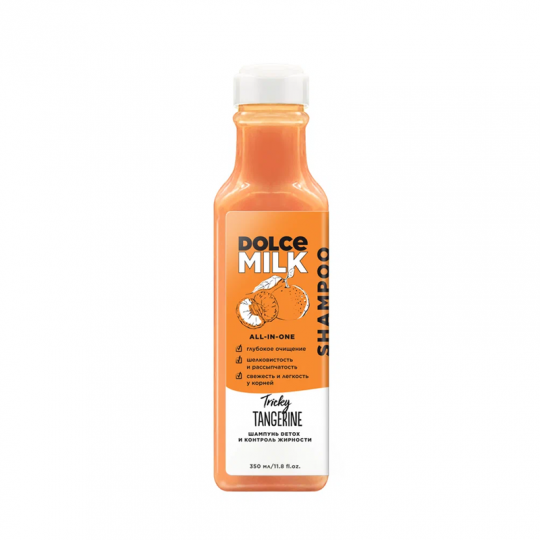 DOLCE
MILK
SHAMPOO
ALL-IN-ONE
глубокое очищение
шелковистость
и рассыпчатость
свежесть и легкость
у корней
Tricky
TANGERINE
ШАМПУНЬ DETOX
И КОНТРОЛЬ ЖИРНОСТИ
350 мл/11.8 fl.oz.